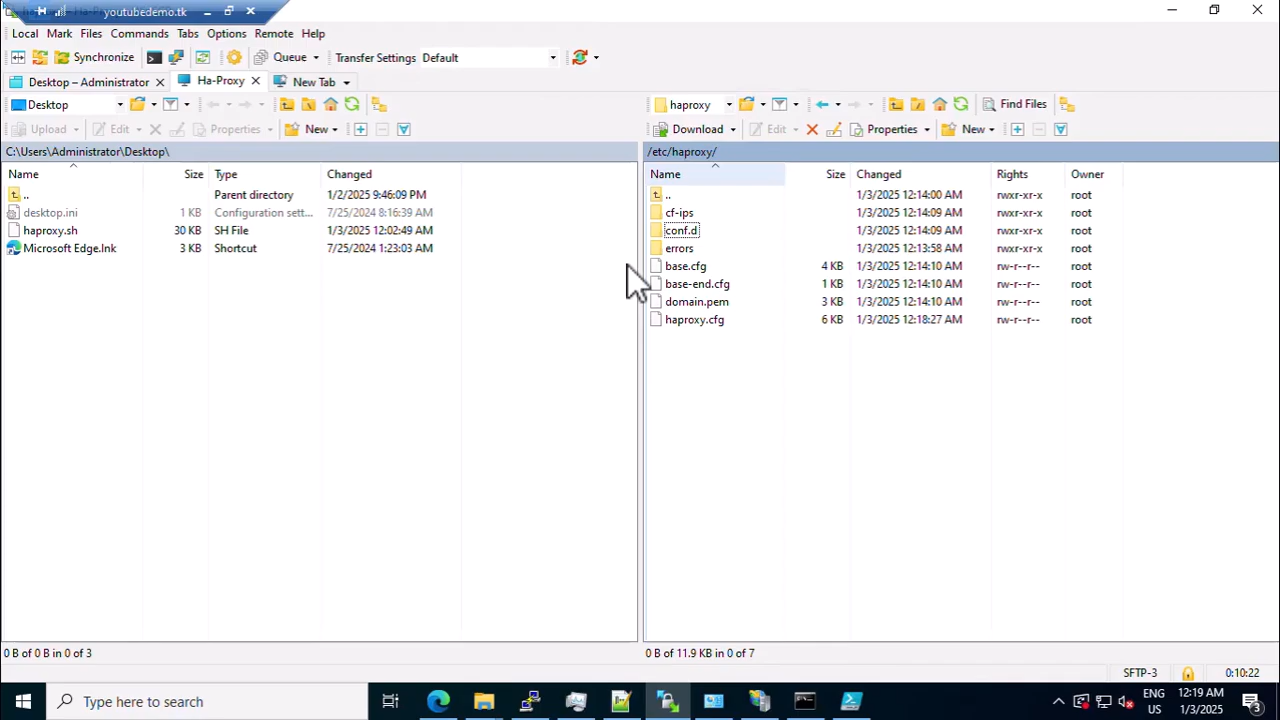 youtubedemo.tk
Local Mark Files Commands Tabs Options Remote Help
Synchronize Queue Transfer Settings Default
Desktop – Administrator Ha-Proxy New Tab
Desktop
haproxy Find Files
Upload Edit Properties New
Download Edit Properties New
C:\Users\Administrator\Desktop\
/etc/haproxy/
Name Size Type Changed
.. Parent directory 1/2/2025 9:46:09 PM
desktop.ini 1 KB Configuration sett... 7/25/2024 8:16:39 AM
haproxy.sh 30 KB SH File 1/3/2025 12:02:49 AM
Microsoft Edge.lnk 3 KB Shortcut 7/25/2024 1:23:03 AM
Name Size Changed Rights Owner
.. 1/3/2025 12:14:00 AM rwxr-xr-x root
cf-ips 1/3/2025 12:14:09 AM rwxr-xr-x root
conf.d 1/3/2025 12:14:09 AM rwxr-xr-x root
errors 1/3/2025 12:13:58 AM rwxr-xr-x root
base.cfg 4 KB 1/3/2025 12:14:10 AM rw-r--r-- root
base-end.cfg 1 KB 1/3/2025 12:14:10 AM rw-r--r-- root
domain.pem 3 KB 1/3/2025 12:14:10 AM rw-r--r-- root
haproxy.cfg 6 KB 1/3/2025 12:18:27 AM rw-r--r-- root
0 B of 0 B in 0 of 3
0 B of 11.9 KB in 0 of 7
SFTP-3 0:10:22
Type here to search
ENG
US
12:19 AM
1/3/2025
3